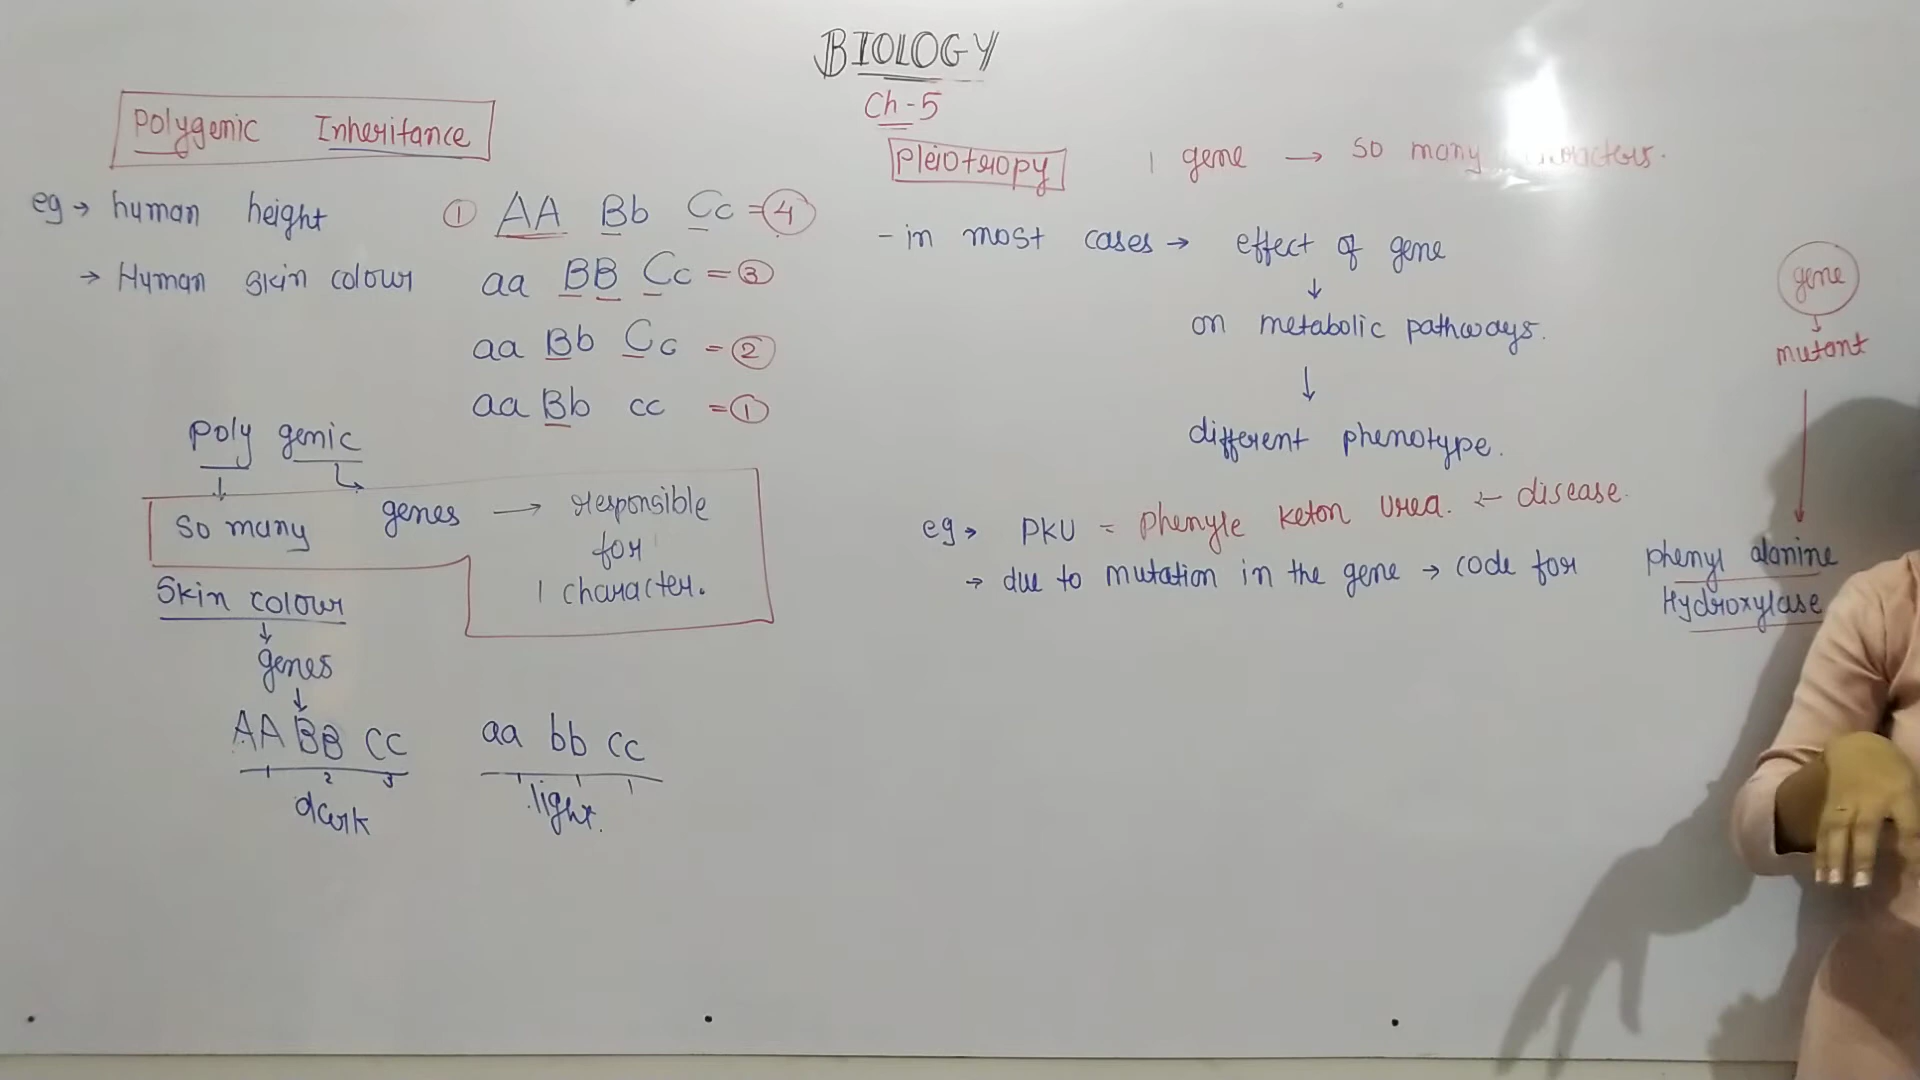 BIOLOGY
Ch-5
Polygenic Inheritance
eg → human height
→ Human Skin colour
① AA Bb Cc = ④
aa BB Cc = ③
aa Bb Cc = ②
aa Bb cc = ①
Poly genic
So many genes → responsible
for
1 character.
Skin colour
↓
genes
↓
AA BB CC
1 2 3
dark
aa bb cc
light.
Pleiotropy
1 gene → So many
- in most cases → effect of gene
↓
on metabolic pathways.
↓
different phenotype.
eg → PKU = phenyle keton Urea. ← disease.
→ due to mutation in the gene → code for phenyl alanine
Hydroxylase
gene
↓
mutant